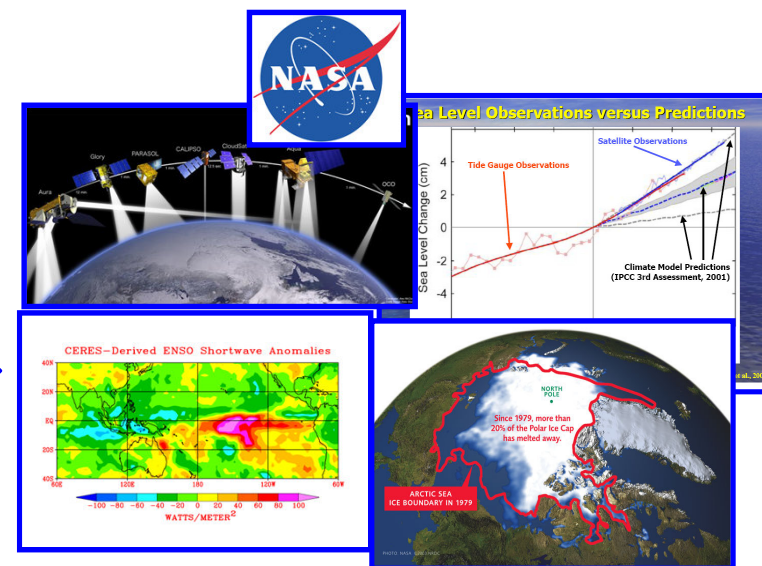 NASA
Aura
Glory
PARASOL
CALIPSO
CloudSat
Aqua
OCO
ea Level Observations versus Predictions
Satellite Observations
Tide Gauge Observations
Sea Level Change (cm)
4
2
0
-2
-4
Climate Model Predictions
(IPCC 3rd Assessment, 2001)
CERES-Derived ENSO Shortwave Anomalies
40N
20N
EQ
20S
40S
60E 120E 180 120W 60W
-100 -80 -60 -40 -20 0 20 40 60 80 100
WATTS/METER2
NORTH
POLE
Since 1979, more than
20% of the Polar Ice Cap
has melted away.
ARCTIC SEA
ICE BOUNDARY IN 1979